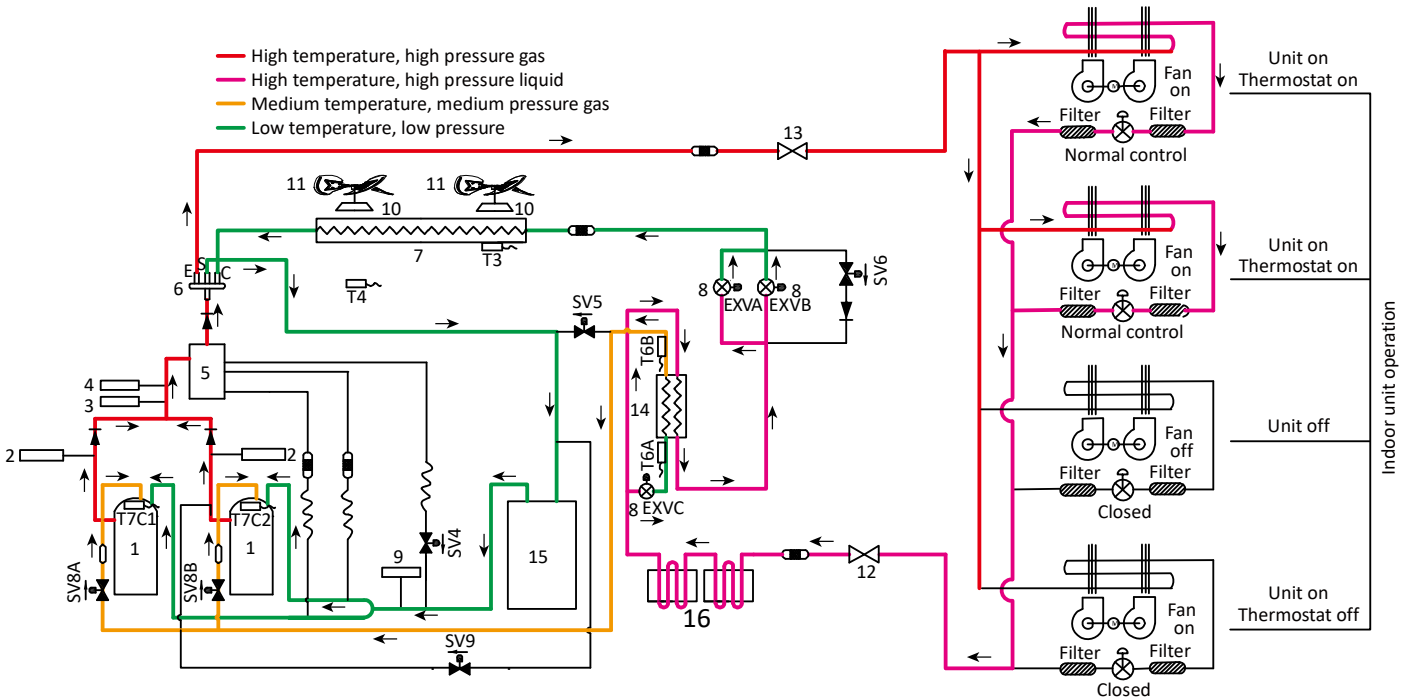 High temperature, high pressure gas
High temperature, high pressure liquid
Medium temperature, medium pressure gas
Low temperature, low pressure
13
11
11
10
10
7
T3
T4
E
S
C
6
5
4
3
2
2
T7C1
T7C2
1
1
SV8A
SV8B
SV9
9
SV4
15
SV5
T6B
14
T6A
8
EXVC
8
EXVA
8
EXVB
SV6
16
12
Fan
on
Filter
Filter
Normal control
Unit on
Thermostat on
Fan
on
Filter
Filter
Normal control
Unit on
Thermostat on
Fan
off
Filter
Filter
Closed
Unit off
Fan
on
Filter
Filter
Closed
Unit on
Thermostat off
Indoor unit operation
M
M
M
M